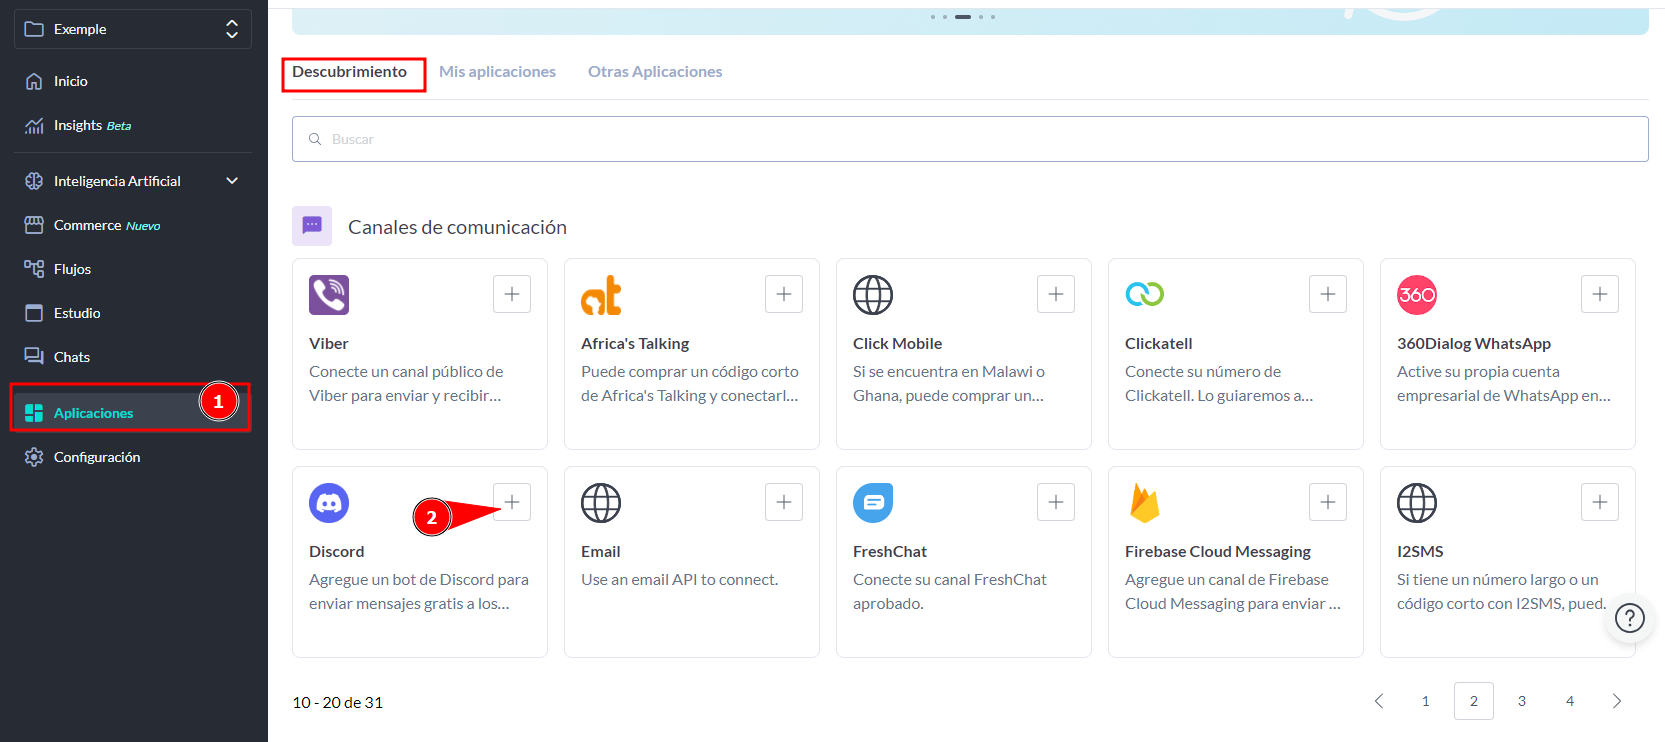 Exemple
Inicio
Insights Beta
Inteligencia Artificial
Commerce Nuevo
Flujos
Estudio
Chats
Aplicaciones
1
Configuración
Descubrimiento
Mis aplicaciones
Otras Aplicaciones
Buscar
Canales de comunicación
Viber
Conecte un canal público de
Viber para enviar y recibir...
at
Africa's Talking
Puede comprar un código corto
de Africa's Talking y conectarl...
Click Mobile
Si se encuentra en Malawi o
Ghana, puede comprar un...
Clickatell
Conecte su número de
Clickatell. Lo guiaremos a...
360
360Dialog WhatsApp
Active su propia cuenta
empresarial de WhatsApp en...
2
Discord
Agregue un bot de Discord para
enviar mensajes gratis a los...
Email
Use an email API to connect.
FreshChat
Conecte su canal FreshChat
aprobado.
Firebase Cloud Messaging
Agregue un canal de Firebase
Cloud Messaging para enviar ...
I2SMS
Si tiene un número largo o un
código corto con I2SMS, pued.
?
10 - 20 de 31
1 2 3 4